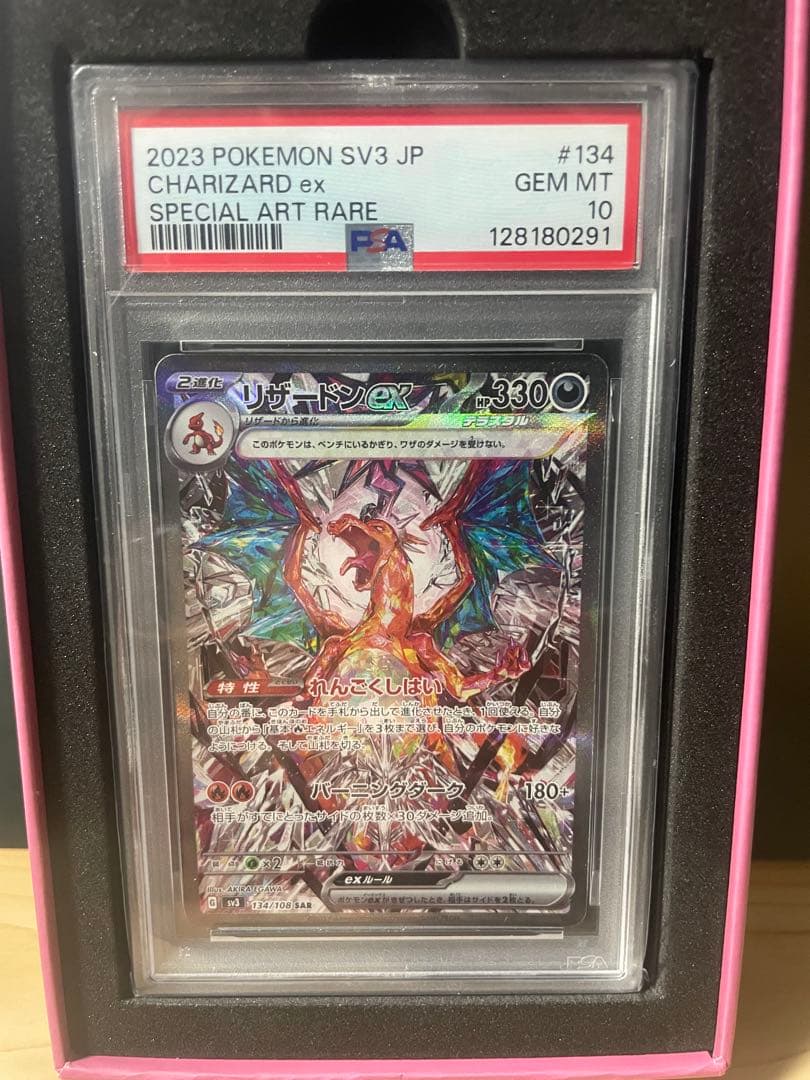 2023 POKEMON SV3 JP #134
CHARIZARD ex GEM MT
SPECIAL ART RARE 10
PSA 128180291
2進化 リザードンex HP330
リザードから進化 テラスタル
このポケモンは、ベンチにいるかぎり、ワザのダメージを受けない。
特性 れんごくしはい
自分の番に、このカードを手札から出して進化させたとき、1回使える。自分
の山札から「基本エネルギー」を3枚まで選び、自分のポケモンに好きな
ようにつける。そして山札を切る。
バーニングダーク 180+
相手がすでにとったサイドの枚数×30ダメージ追加。
×2 抵抗力 にげる
exルール
Illus. AKIRA EGAWA
ポケモンexがきぜつしたとき、相手はサイドを2枚とる。
G sv3 134/108 SAR
PSA